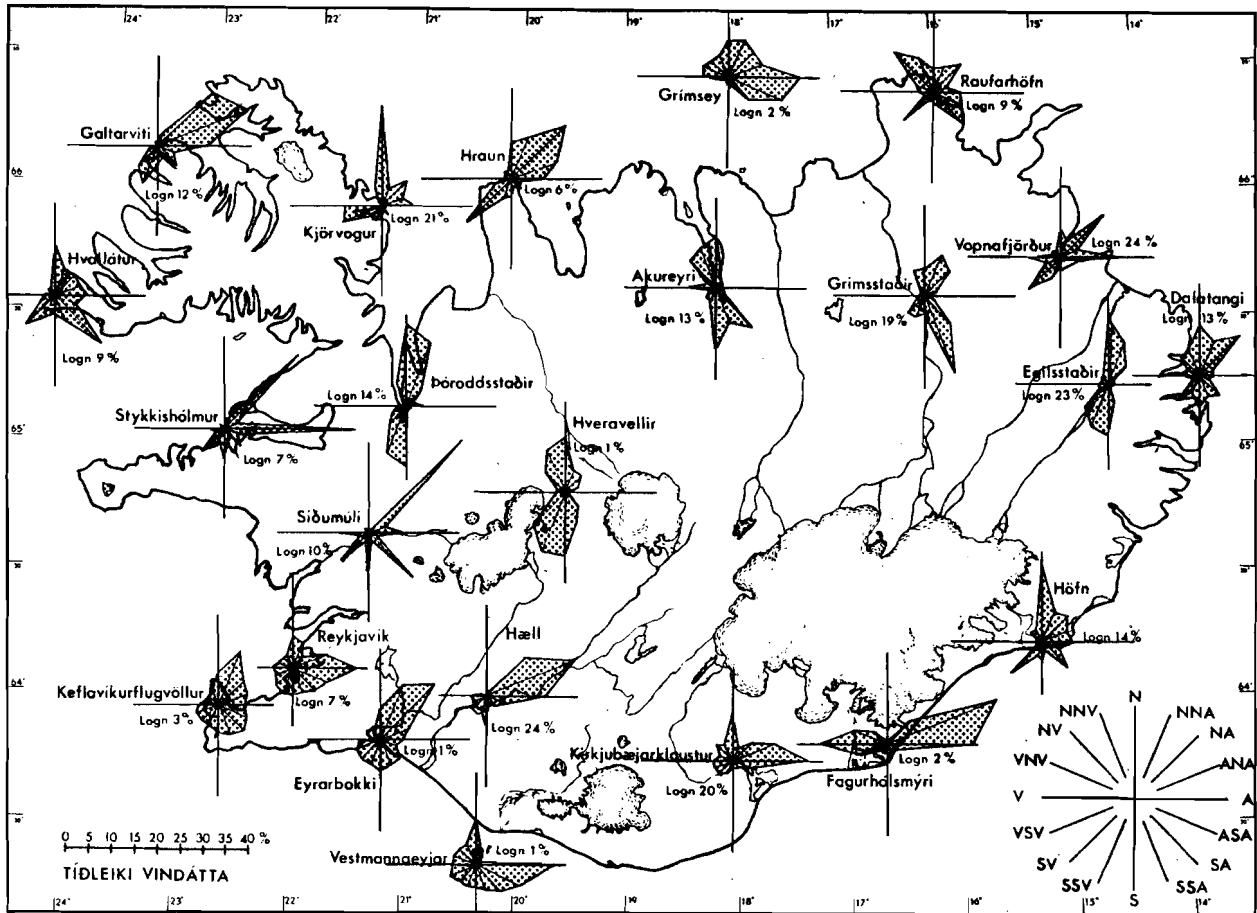 24° 23° 22° 21° 20° 19° 18° 17° 16° 15° 14°
Grímsey
Logn 2%
Raufarhöfn
Logn 9%
Galtarviti
Logn 12%
Hraun
Logn 6%
66°
66°
Kjörvogur
Logn 21%
Vopnafjörður
Logn 24%
Hvallátur
Logn 9%
Akureyri
Logn 13%
Grímsstaðir
Logn 19%
Dalatangi
Logn 13%
Egilsstaðir
Logn 23%
Þóroddsstaðir
Logn 14%
Stykkishólmur
Logn 7%
Hveravellir
Logn 1%
65°
65°
Síðumúli
Logn 10%
Höfn
Logn 14%
Reykjavík
Logn 7%
Hæll
Logn 24%
Keflavíkurflugvöllur
Logn 3%
64°
64°
Eyrarbakki
Logn 1%
Kirkjubæjarklaustur
Logn 20%
Fagurhólsmýri
Logn 2%
Vestmannaeyjar
Logn 1%
0 5 10 15 20 25 30 35 40 %
TÍÐLEIKI VINDÁTTA
N
NNV NNA
NV NA
VNV ANA
V A
VSV ASA
SV SA
SSV SSA
S
24° 23° 22° 21° 20° 19° 18° 17° 16° 15° 14°